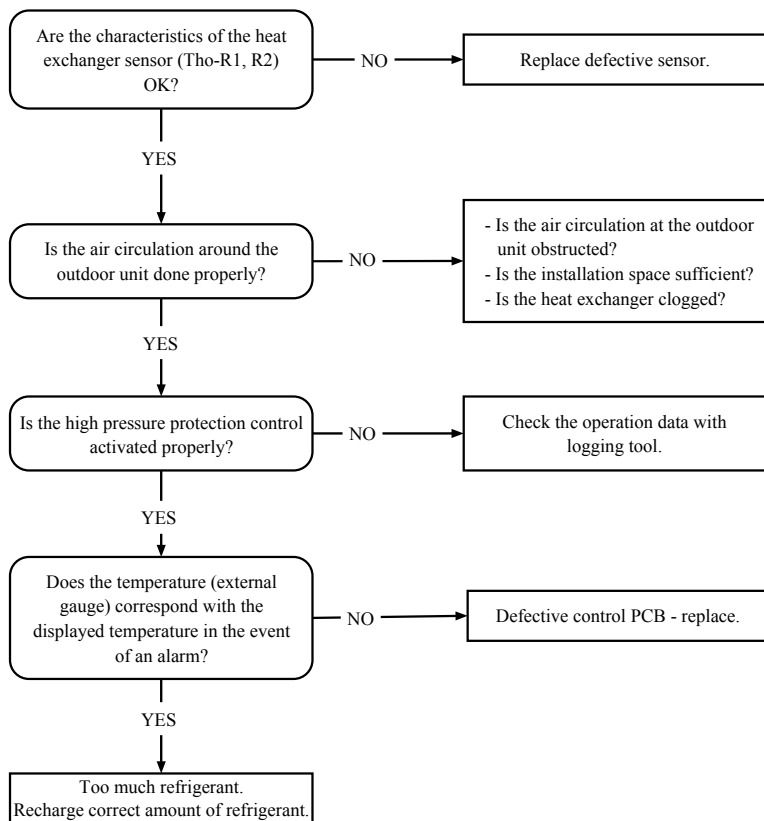 Are the characteristics of the heat
exchanger sensor (Tho-R1, R2)
OK?
NO
Replace defective sensor.
YES
Is the air circulation around the
outdoor unit done properly?
NO
- Is the air circulation at the outdoor
unit obstructed?
- Is the installation space sufficient?
- Is the heat exchanger clogged?
YES
Is the high pressure protection control
activated properly?
NO
Check the operation data with
logging tool.
YES
Does the temperature (external
gauge) correspond with the
displayed temperature in the event
of an alarm?
NO
Defective control PCB - replace.
YES
Too much refrigerant.
Recharge correct amount of refrigerant.